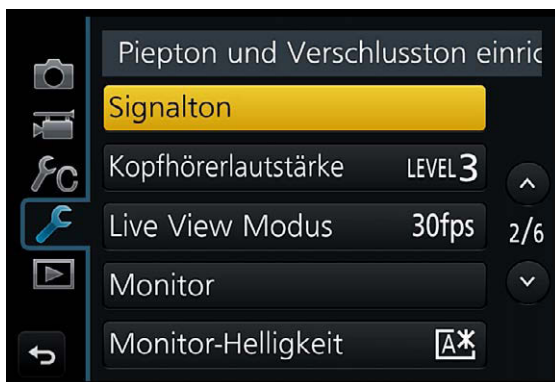 Piepton und Verschlusston einric
Signalton
Kopfhörerlautstärke LEVEL3
Live View Modus 30fps
2/6
Monitor
Monitor-Helligkeit A*
C